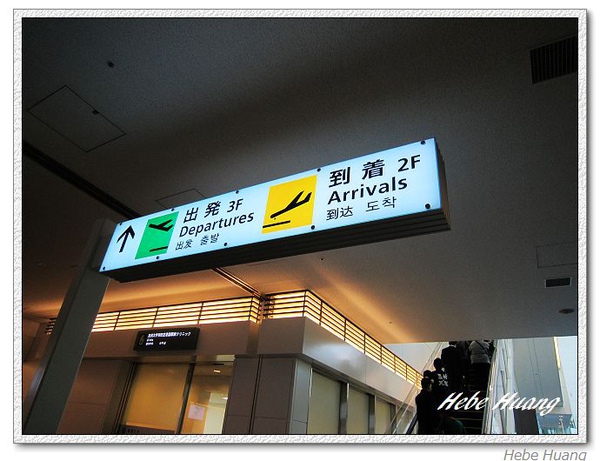 出発 3F
Departures
出发 출발
到着 2F
Arrivals
到达 도착
Hebe Huang
Hebe Huang